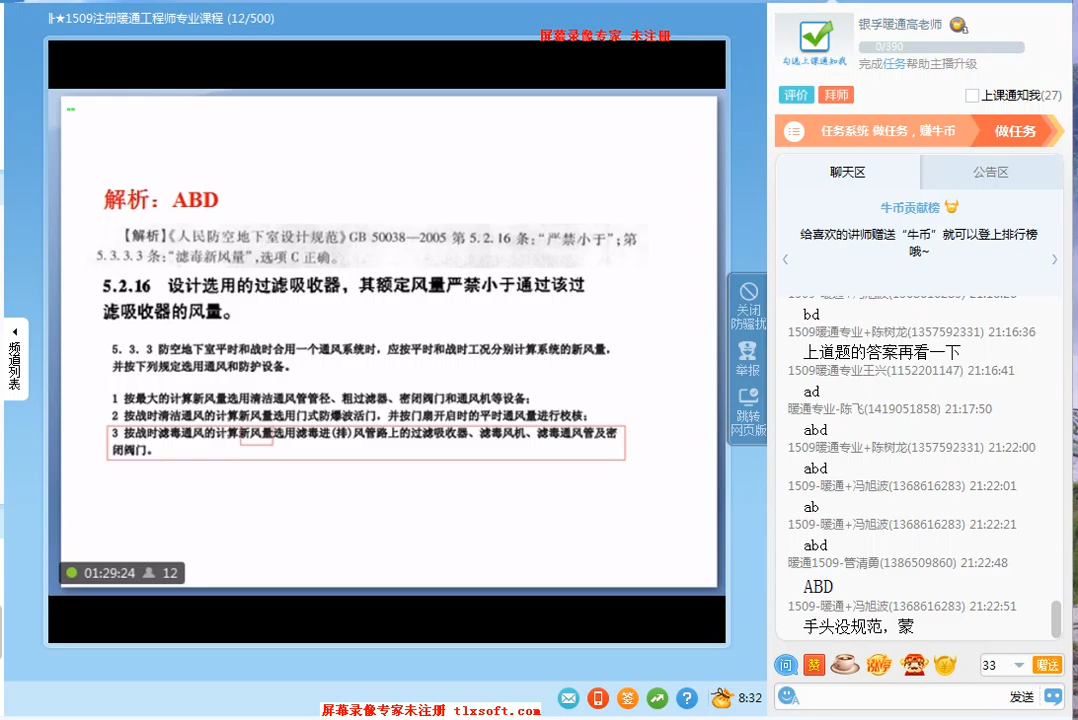 ╟★1509注册暖通工程师专业课程 (12/500)
屏幕录像专家 未注册
解析：ABD
【解析】《人民防空地下室设计规范》GB 50038—2005 第 5.2.16 条：“严禁小于”；第
5.3.3.3 条：“滤毒新风量”，选项 C 正确。
5.2.16 设计选用的过滤吸收器，其额定风量严禁小于通过该过
滤吸收器的风量。
5．3．3 防空地下室平时和战时合用一个通风系统时，应按平时和战时工况分别计算系统的新风量，
并按下列规定选用通风和防护设备。
1 按最大的计算新风量选用清洁通风管管径、粗过滤器、密闭阀门和通风机等设备；
2 按战时清洁通风的计算新风量选用门式防爆波活门，并按门扇开启时的平时通风量进行校核；
3 按战时滤毒通风的计算新风量选用滤毒进(排)风管路上的过滤吸收器、滤毒风机、滤毒通风管及密
闭阀门。
01:29:24 12
频道列表
关闭
防骚扰
举报
跳转
网页版
8:32
屏幕录像专家未注册 tlxsoft.com
勾选上课通知我
银孚暖通高老师
0/390
完成任务帮助主播升级
评价 拜师
上课通知我(27)
任务系统 做任务，赚牛币 做任务
聊天区 公告区
牛币贡献榜
给喜欢的讲师赠送“牛币”就可以登上排行榜
哦~
bd
1509暖通专业+陈树龙(1357592331) 21:16:36
上道题的答案再看一下
1509暖通专业王兴(1152201147) 21:16:41
ad
暖通专业-陈飞(1419051858) 21:17:50
abd
1509暖通专业+陈树龙(1357592331) 21:22:00
abd
1509-暖通+冯旭波(1368616283) 21:22:01
ab
1509-暖通+冯旭波(1368616283) 21:22:21
abd
暖通1509-管清勇(1386509860) 21:22:48
ABD
1509-暖通+冯旭波(1368616283) 21:22:51
手头没规范，蒙
问 赞 33 赠送
发送